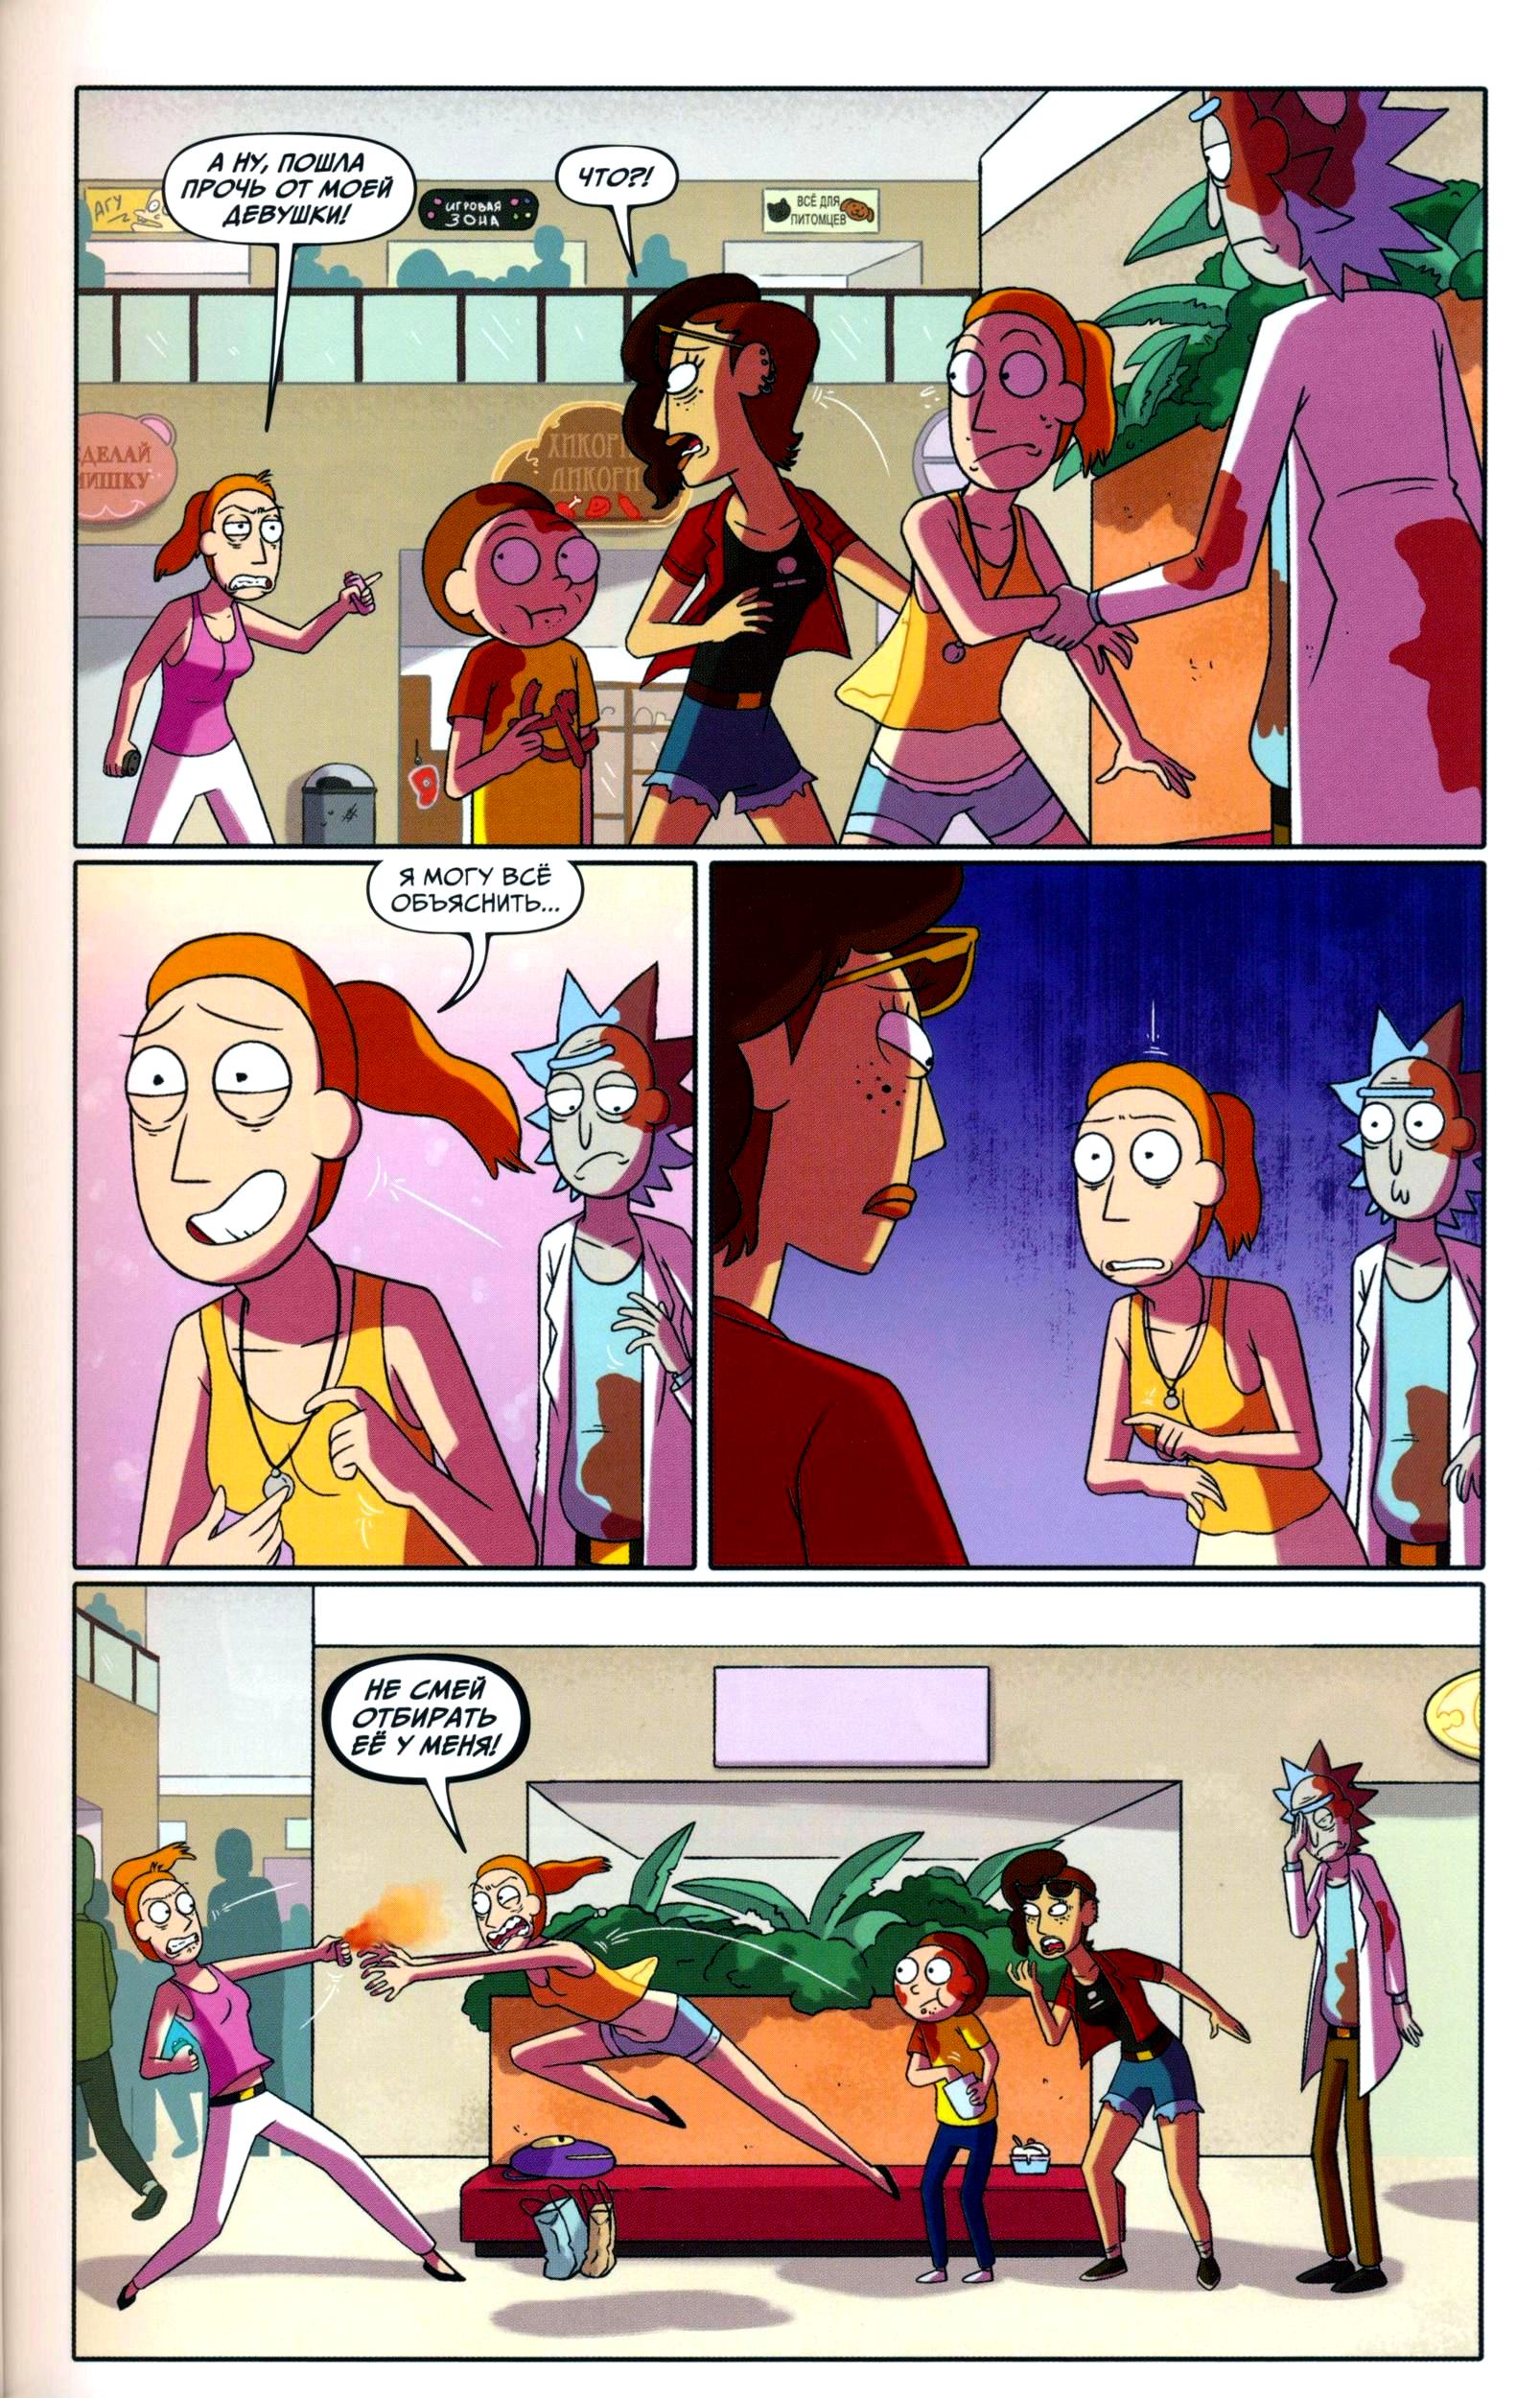 А НУ, ПОШЛА
ПРОЧЬ ОТ МОЕЙ
ДЕВУШКИ!
ЧТО?!
АГУ
ИГРОВАЯ
ЗОНА
ВСЁ ДЛЯ
ПИТОМЦЕВ
СДЕЛАЙ
МИШКУ
ХИКОРИ
ДИКОРИ
Я МОГУ ВСЁ
ОБЪЯСНИТЬ...
НЕ СМЕЙ
ОТБИРАТЬ
ЕЁ У МЕНЯ!